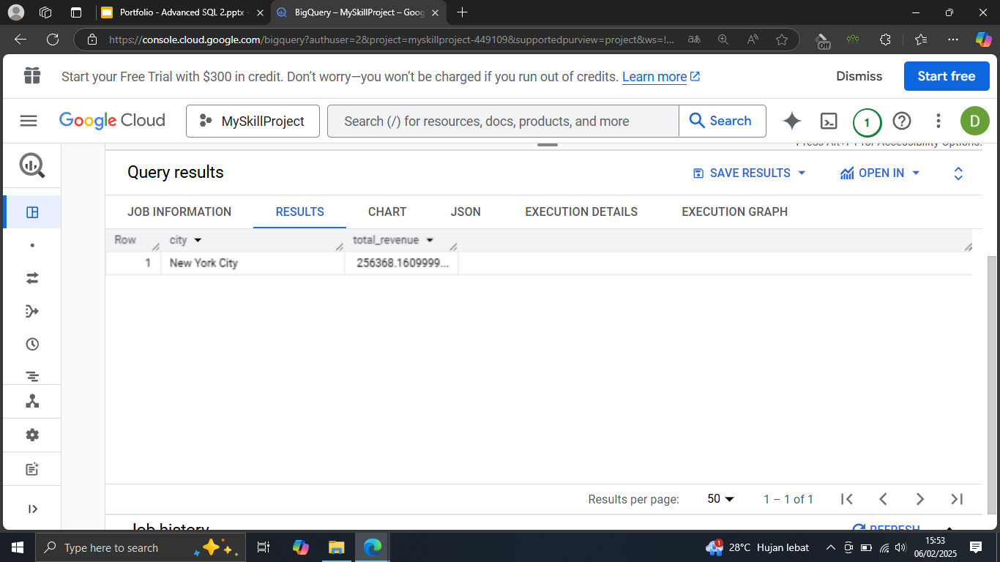 Portfolio - Advanced SQL 2.pptx -
BigQuery – MySkillProject – Goog
https://console.cloud.google.com/bigquery?authuser=2&project=myskillproject-449109&supportedpurview=project&ws=!...
Off
Start your Free Trial with $300 in credit. Don't worry—you won't be charged if you run out of credits. Learn more
Dismiss
Start free
Google Cloud
MySkillProject
Search (/) for resources, docs, products, and more
Search
1
D
Press Alt+F1 for Accessibility Options.
Query results
SAVE RESULTS
OPEN IN
JOB INFORMATION
RESULTS
CHART
JSON
EXECUTION DETAILS
EXECUTION GRAPH
Row city total_revenue
1 New York City 256368.1609999...
Results per page: 50 1 – 1 of 1
Job history
REFRESH
Type here to search
1
28°C Hujan lebat
15:53
06/02/2025